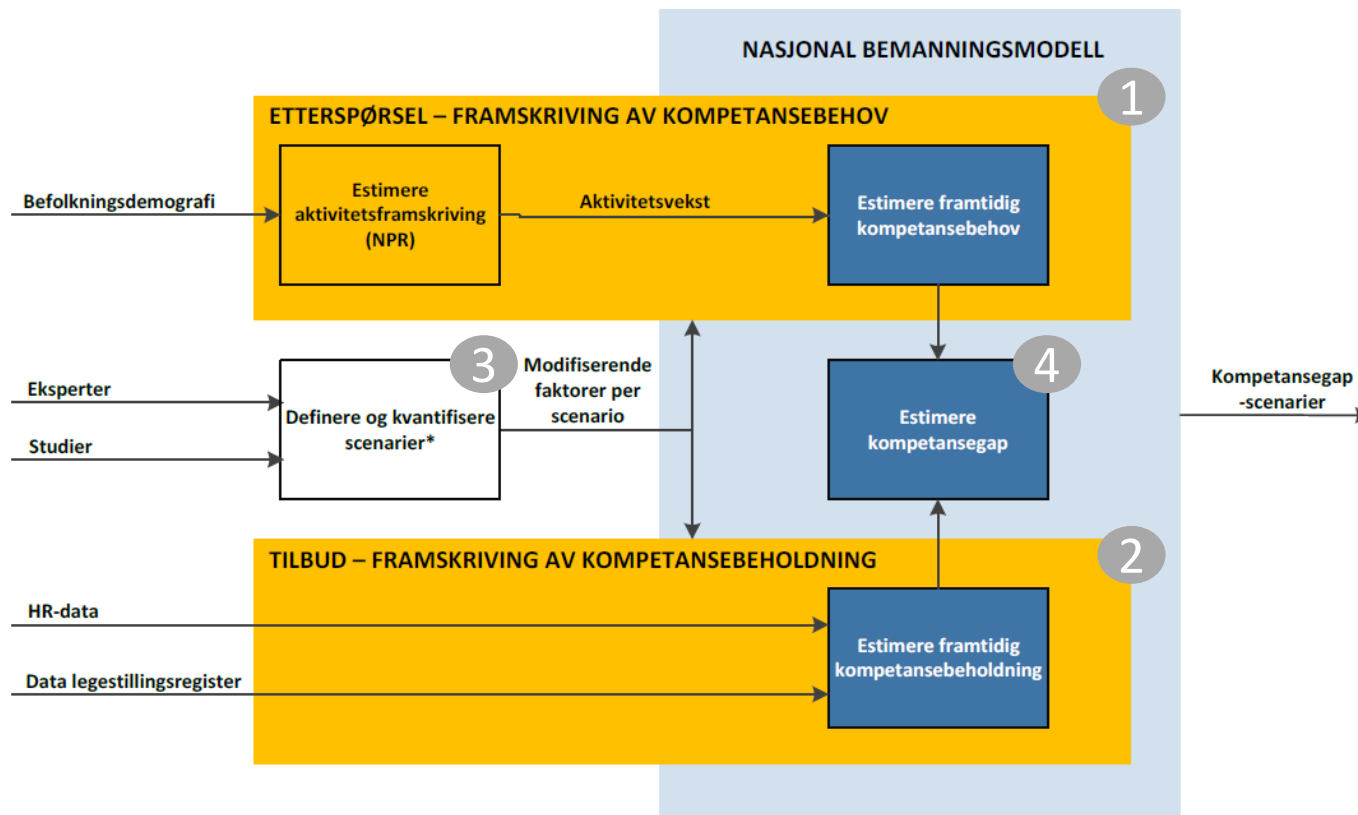 NASJONAL BEMANNINGSMODELL
1
ETTERSPØRSEL – FRAMSKRIVING AV KOMPETANSEBEHOV
Befolkningsdemografi
Estimere
aktivitetsframskriving
(NPR)
Aktivitetsvekst
Estimere framtidig
kompetansebehov
3
Eksperter
Studier
Definere og kvantifisere
scenarier*
Modifiserende
faktorer per
scenario
4
Estimere
kompetansegap
Kompetansegap
-scenarier
2
TILBUD – FRAMSKRIVING AV KOMPETANSEBEHOLDNING
HR-data
Data legestillingsregister
Estimere framtidig
kompetansebeholdning